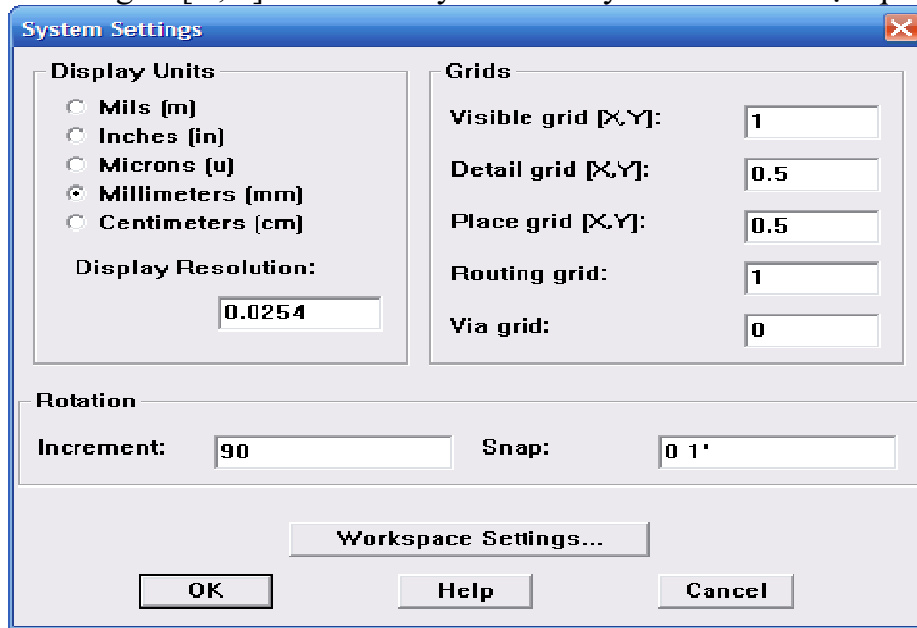 System Settings
Display Units
Mils (m)
Inches (in)
Microns (u)
Millimeters (mm)
Centimeters (cm)
Display Resolution:
0.0254
Grids
Visible grid [X,Y]:
1
Detail grid [X,Y]:
0.5
Place grid [X,Y]:
0.5
Routing grid:
1
Via grid:
0
Rotation
Increment:
90
Snap:
0 1'
Workspace Settings...
OK
Help
Cancel